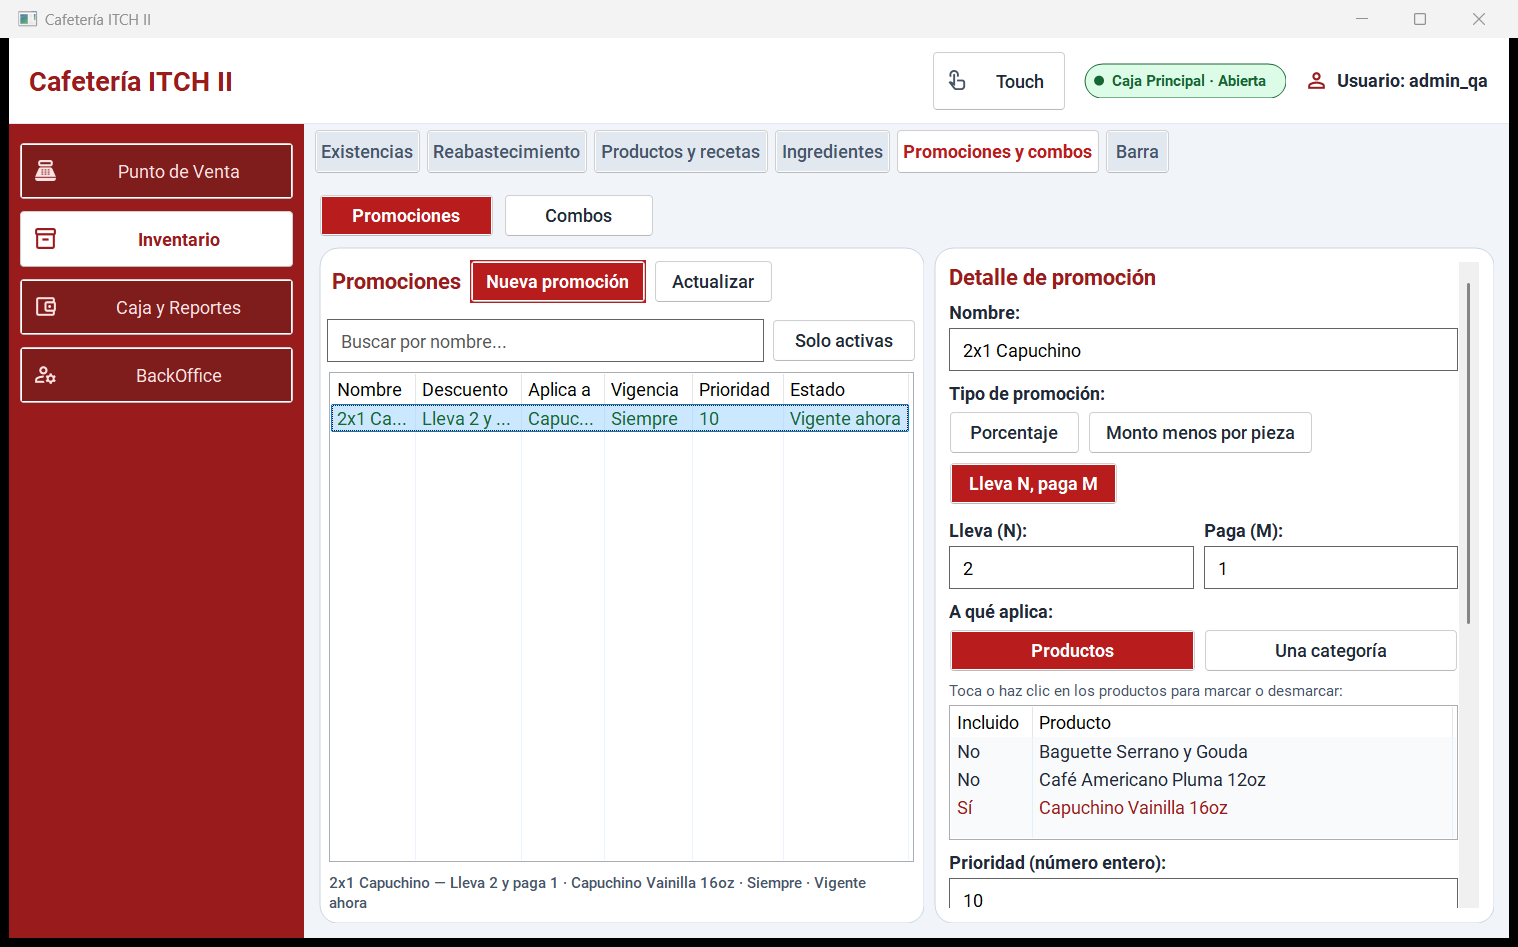 Cafetería ITCH II
Cafetería ITCH II
Touch
Caja Principal · Abierta
Usuario: admin_qa
Punto de Venta
Inventario
Caja y Reportes
BackOffice
Existencias
Reabastecimiento
Productos y recetas
Ingredientes
Promociones y combos
Barra
Promociones
Combos
Promociones
Nueva promoción
Actualizar
Buscar por nombre...
Solo activas
Nombre Descuento Aplica a Vigencia Prioridad Estado
2x1 Ca... Lleva 2 y ... Capuc... Siempre 10 Vigente ahora
2x1 Capuchino — Lleva 2 y paga 1 · Capuchino Vainilla 16oz · Siempre · Vigente
ahora
Detalle de promoción
Nombre:
2x1 Capuchino
Tipo de promoción:
Porcentaje
Monto menos por pieza
Lleva N, paga M
Lleva (N): Paga (M):
2 1
A qué aplica:
Productos
Una categoría
Toca o haz clic en los productos para marcar o desmarcar:
Incluido Producto
No Baguette Serrano y Gouda
No Café Americano Pluma 12oz
Sí Capuchino Vainilla 16oz
Prioridad (número entero):
10